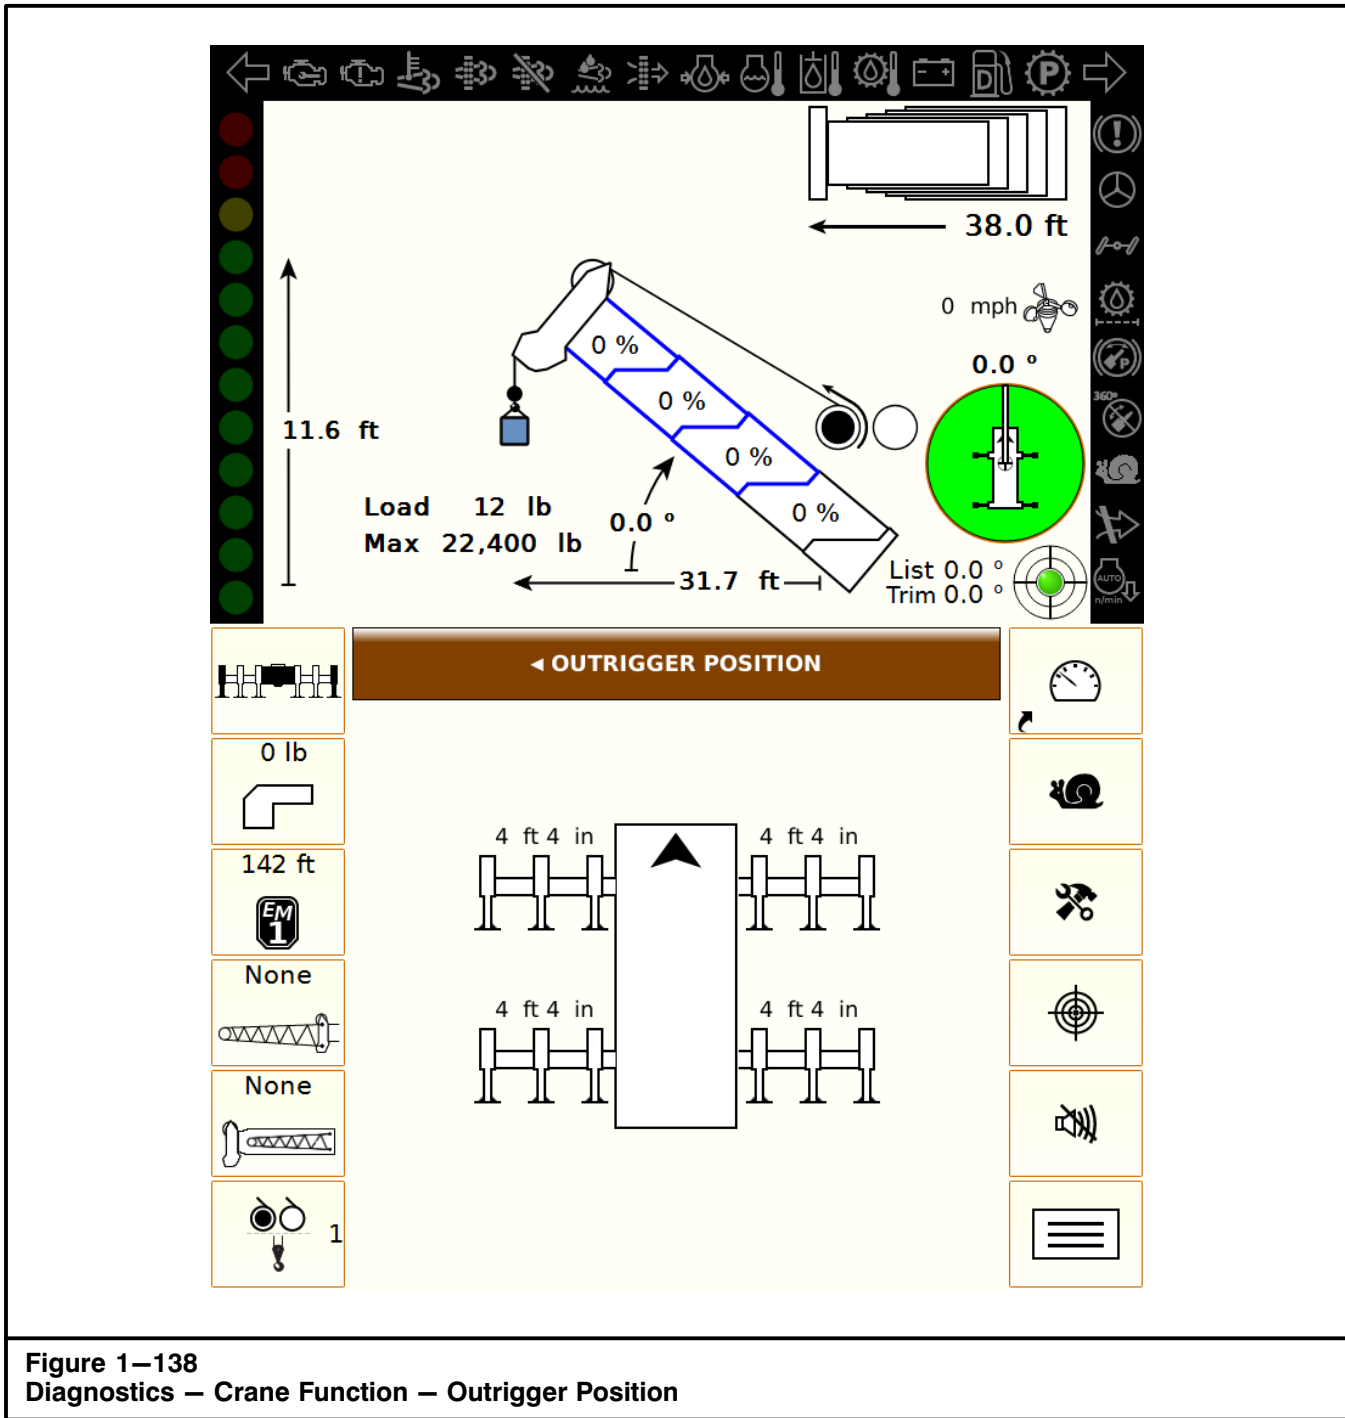 D
P
38.0 ft
0 mph
0.0 °
P
360°
0 %
0 %
0 %
0 %
11.6 ft
Load 12 lb
Max 22,400 lb
0.0 °
31.7 ft
List 0.0 °
Trim 0.0 °
AUTO
n/min
◄ OUTRIGGER POSITION
0 lb
142 ft
EM
1
None
None
1
4 ft 4 in
4 ft 4 in
4 ft 4 in
4 ft 4 in
Figure 1—138
Diagnostics — Crane Function — Outrigger Position